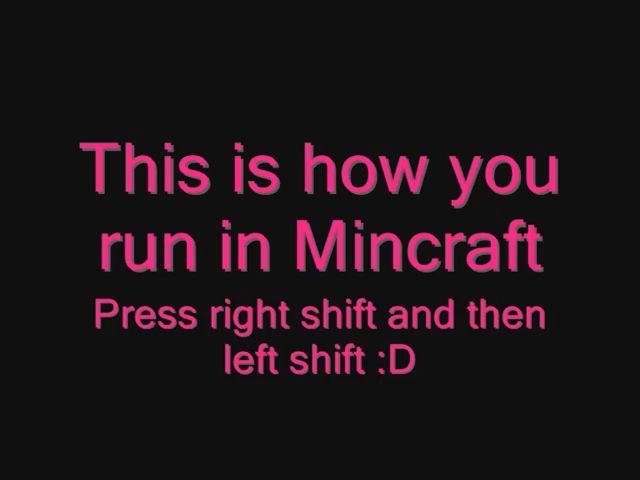 This is how you
run in Mincraft
Press right shift and then
left shift :D